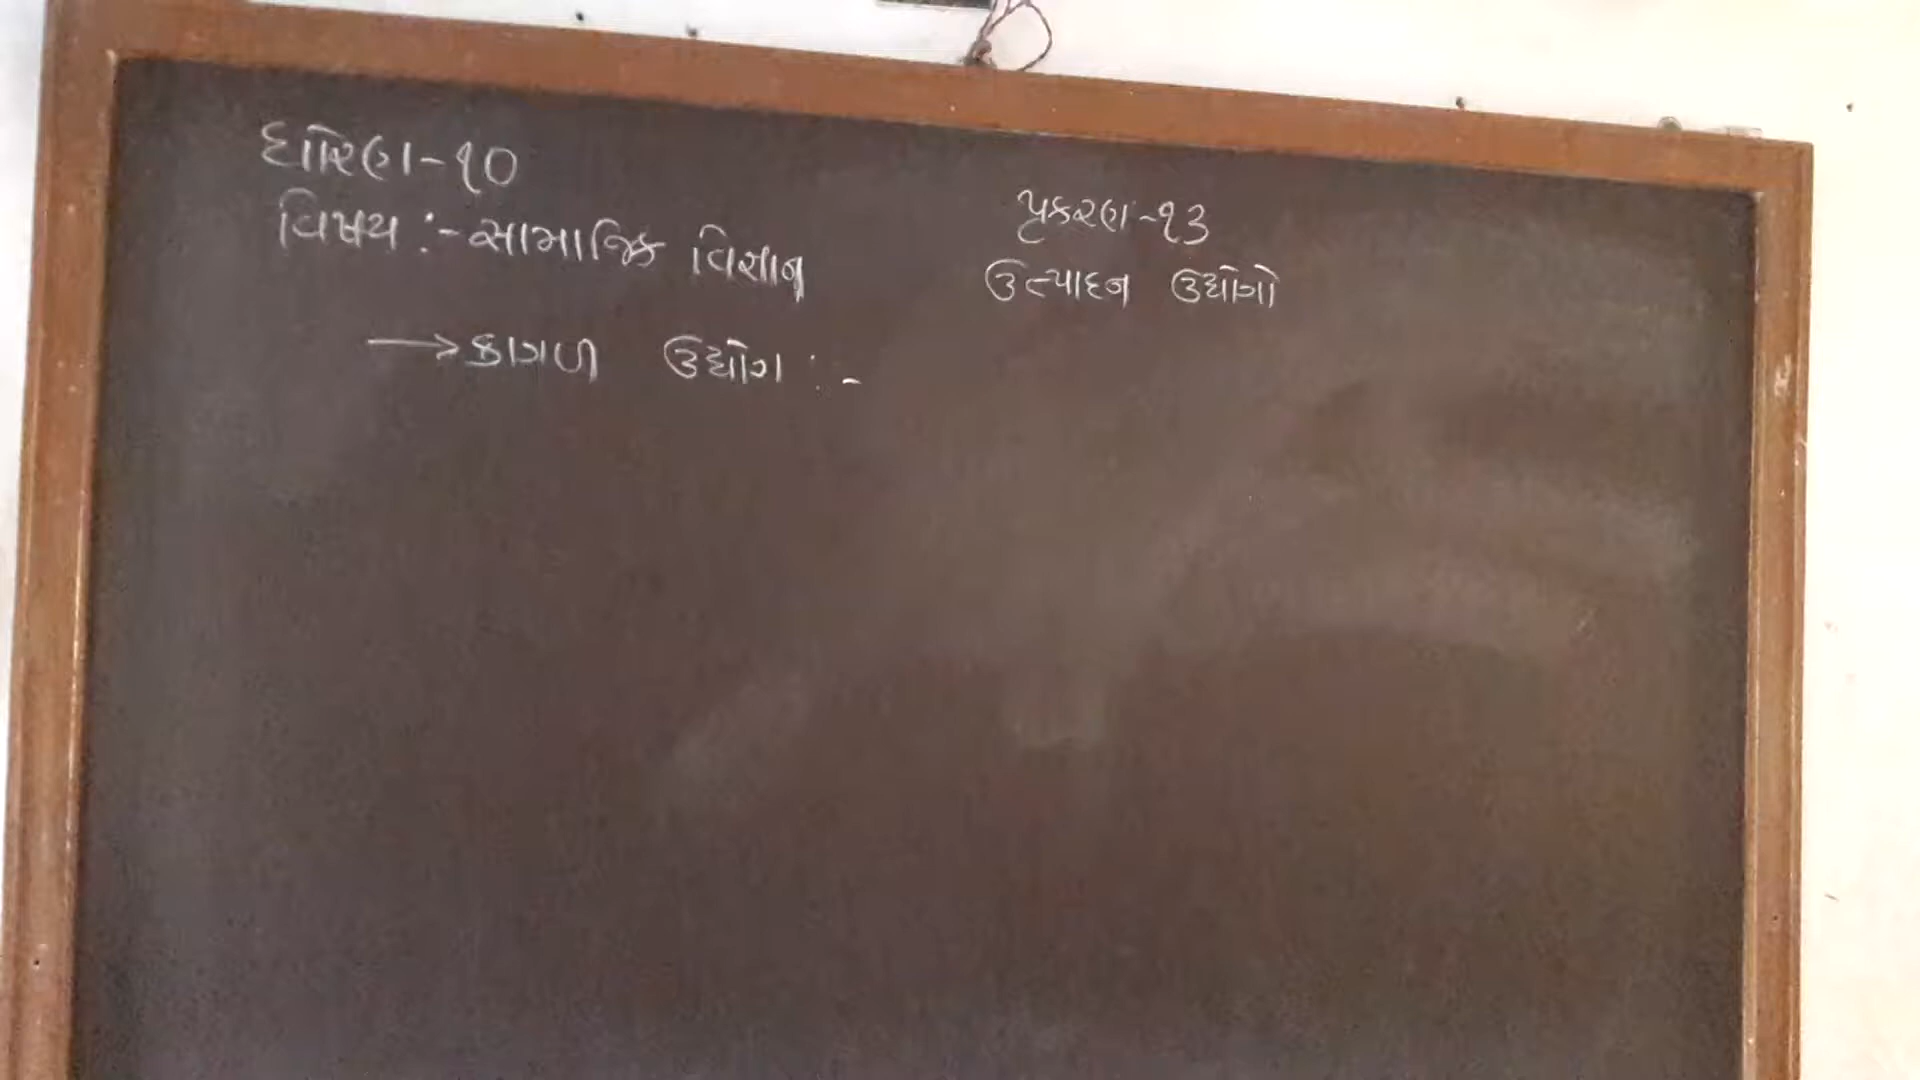 ધોરણ-૧૦
વિષય :- સામાજિક વિજ્ઞાન
પ્રકરણ-૧૩
ઉત્પાદન ઉદ્યોગો
→ કાગળ ઉદ્યોગ :-